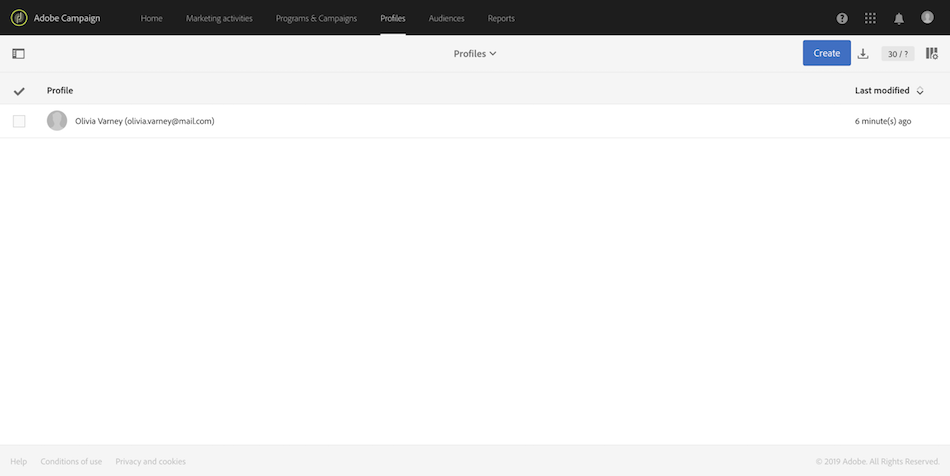 Adobe Campaign Home Marketing activities Programs & Campaigns Profiles Audiences Reports
Profiles Create 30 / ?
Profile Last modified
Olivia Varney (olivia.varney@mail.com) 6 minute(s) ago
Help Conditions of use Privacy and cookies © 2019 Adobe. All Rights Reserved.